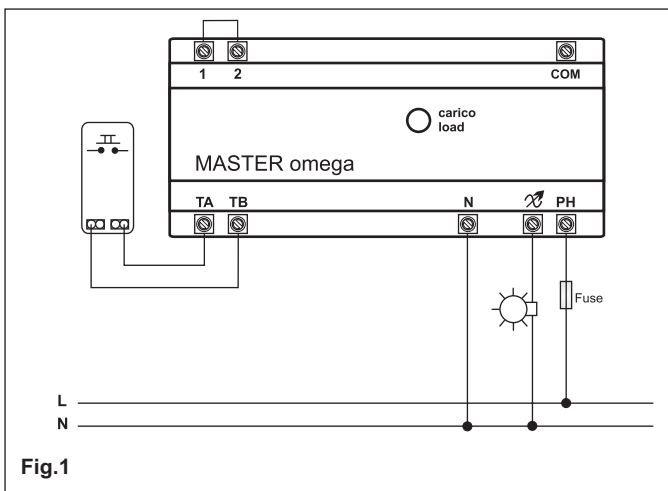 1 2 COM
carico
load
MASTER omega
TA TB N PH
Fuse
L
N
Fig.1